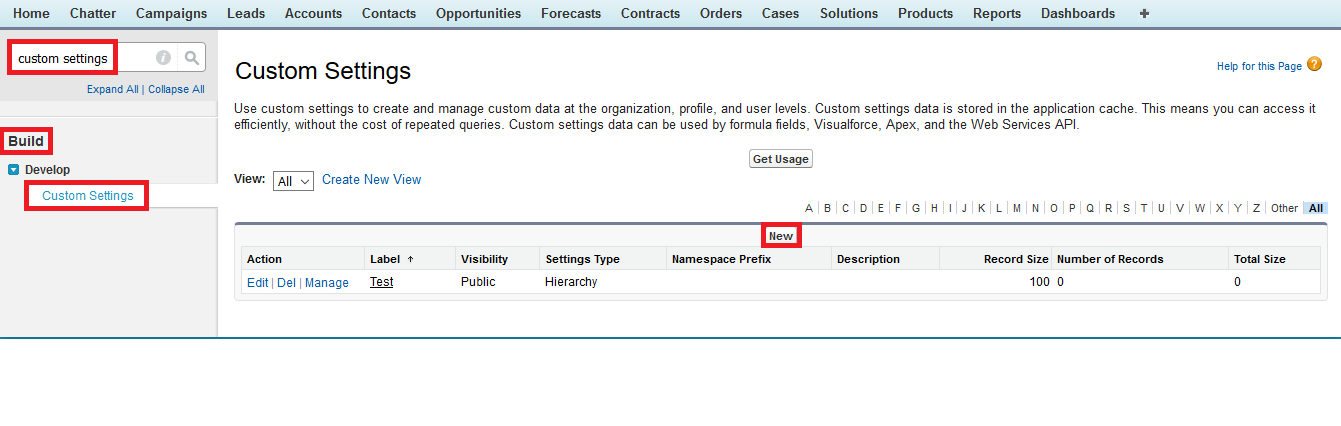 Home Chatter Campaigns Leads Accounts Contacts Opportunities Forecasts Contracts Orders Cases Solutions Products Reports Dashboards +
custom settings
Expand All | Collapse All
Build
Develop
Custom Settings
Custom Settings
Help for this Page ?
Use custom settings to create and manage custom data at the organization, profile, and user levels. Custom settings data is stored in the application cache. This means you can access it
efficiently, without the cost of repeated queries. Custom settings data can be used by formula fields, Visualforce, Apex, and the Web Services API.
Get Usage
View: All Create New View
A | B | C | D | E | F | G | H | I | J | K | L | M | N | O | P | Q | R | S | T | U | V | W | X | Y | Z | Other All
New
Action Label ↑ Visibility Settings Type Namespace Prefix Description Record Size Number of Records Total Size
Edit | Del | Manage Test Public Hierarchy 100 0 0